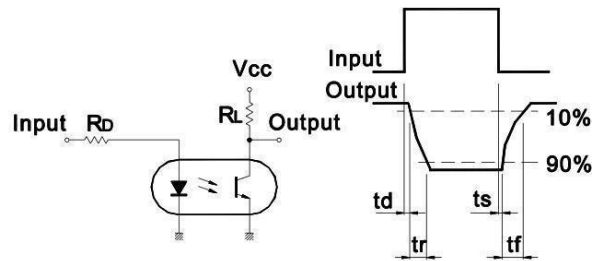 Vcc
RL
Input
RD
Output
Input
Output
10%
90%
td
ts
tr
tf